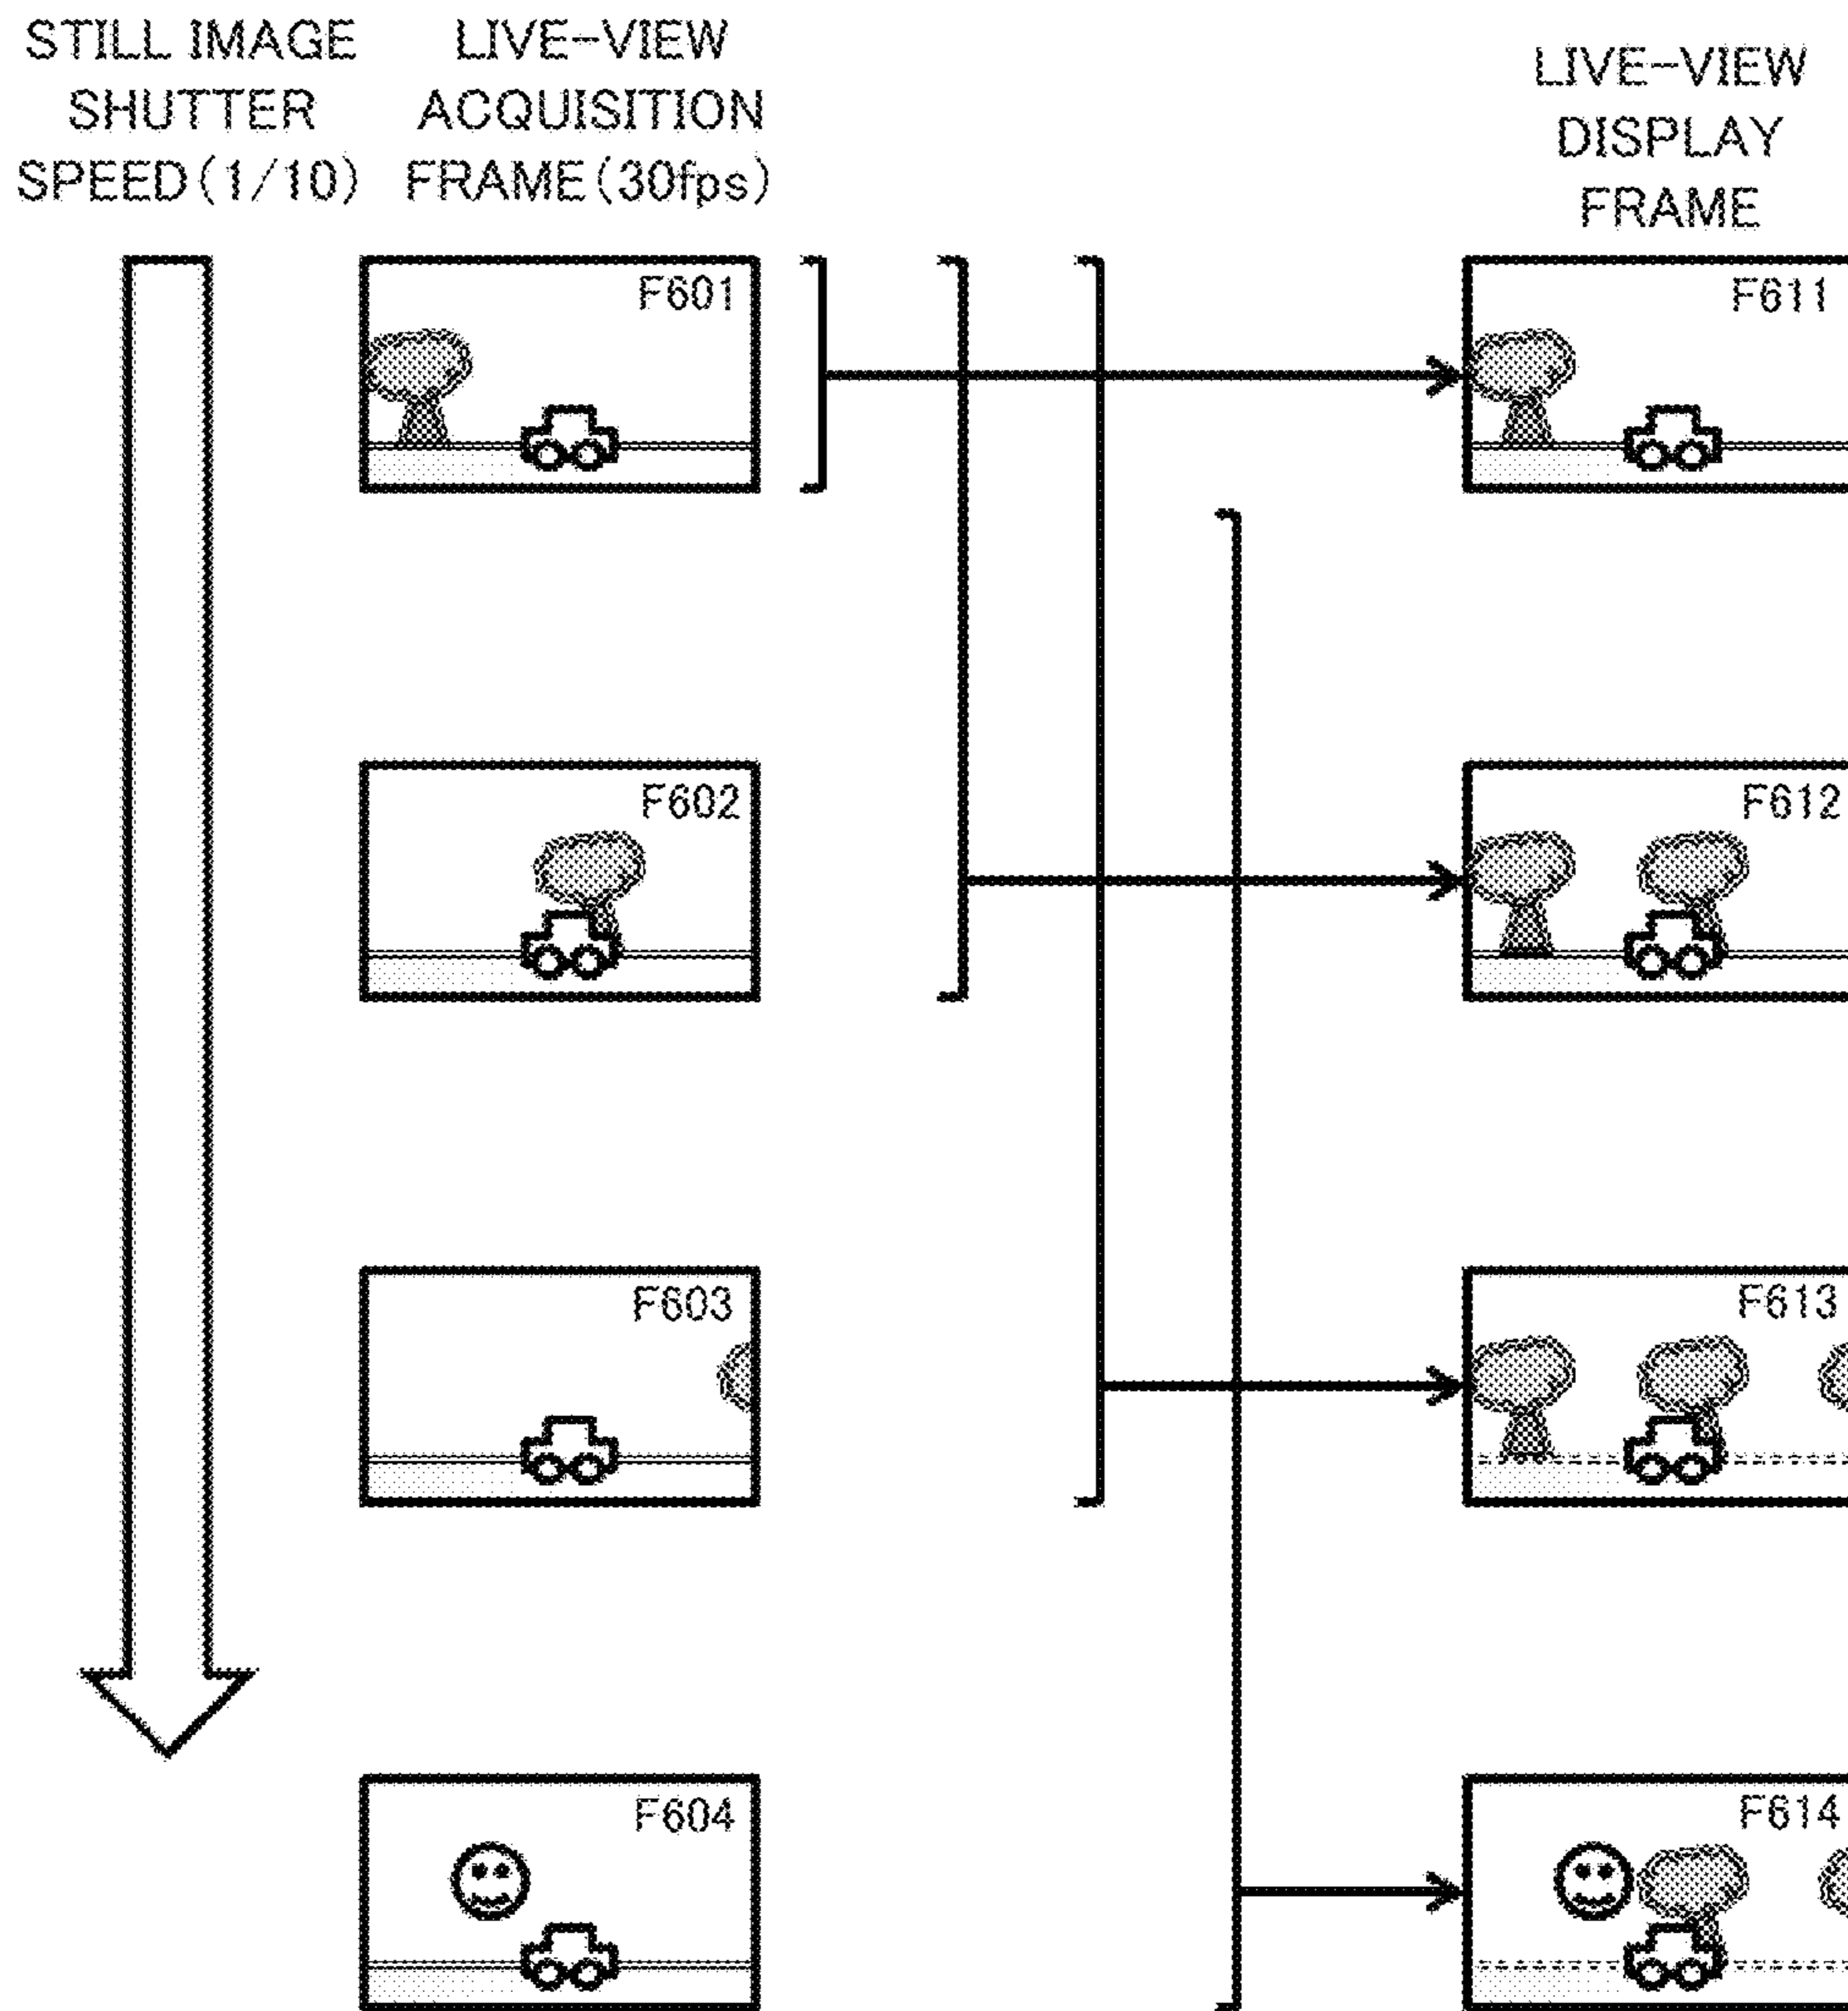 STILL IMAGE
SHUTTER
SPEED(1/10)
LIVE-VIEW
ACQUISITION
FRAME(30fps)
LIVE-VIEW
DISPLAY
FRAME
F601
F611
F602
F612
F603
F613
F604
F614